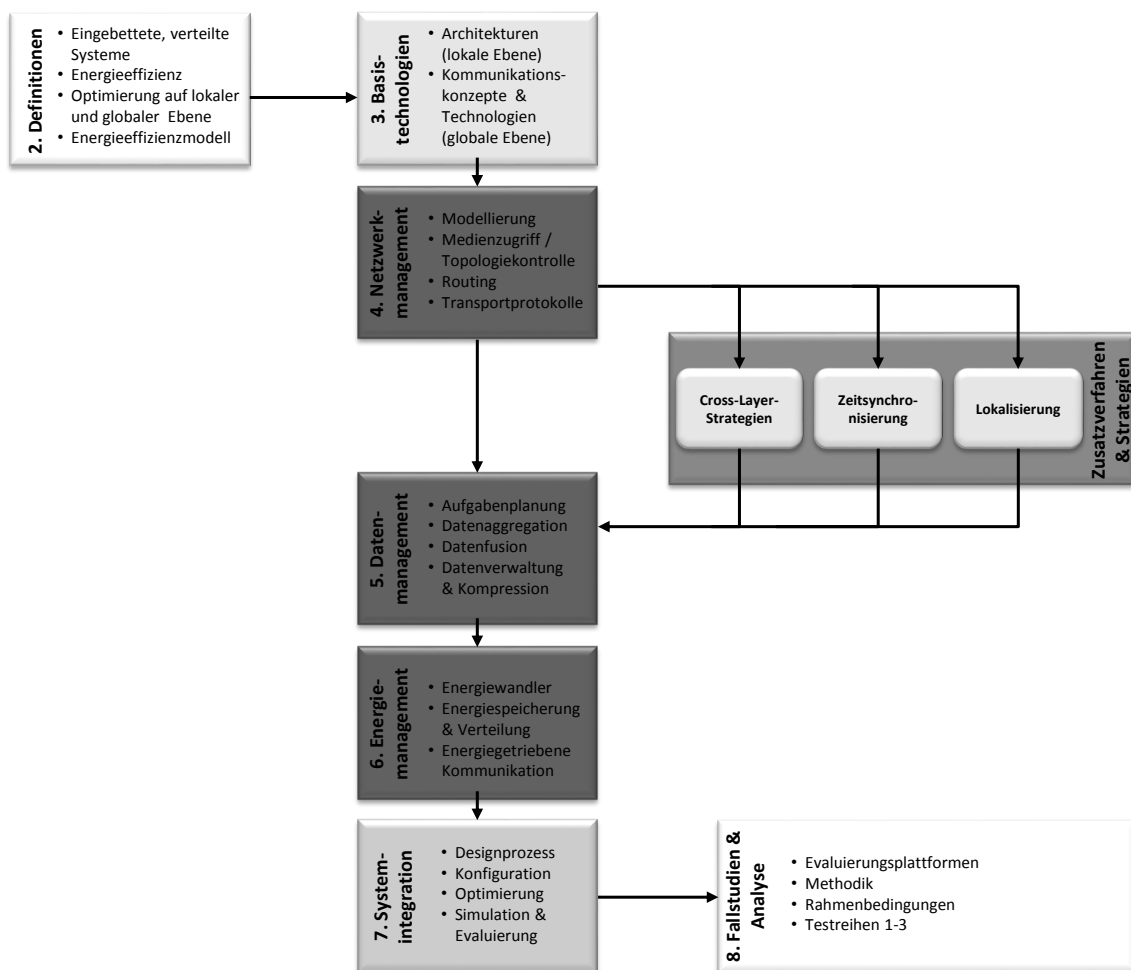 2. Definitionen
• Eingebettete, verteilte
Systeme
• Energieeffizienz
• Optimierung auf lokaler
und globaler Ebene
• Energieeffizienzmodell
3. Basis-
technologien
• Architekturen
(lokale Ebene)
• Kommunikations-
konzepte &
Technologien
(globale Ebene)
4. Netzwerk-
management
• Modellierung
• Medienzugriff /
Topologiekontrolle
• Routing
• Transportprotokolle
Cross-Layer-
Strategien
Zeitsynchro-
nisierung
Lokalisierung
Zusatzverfahren
& Strategien
5. Daten-
management
• Aufgabenplanung
• Datenaggregation
• Datenfusion
• Datenverwaltung
& Kompression
6. Energie-
management
• Energiewandler
• Energiespeicherung
& Verteilung
• Energiegetriebene
Kommunikation
7. System-
integration
• Designprozess
• Konfiguration
• Optimierung
• Simulation &
Evaluierung
8. Fallstudien &
Analyse
• Evaluierungsplattformen
• Methodik
• Rahmenbedingungen
• Testreihen 1-3